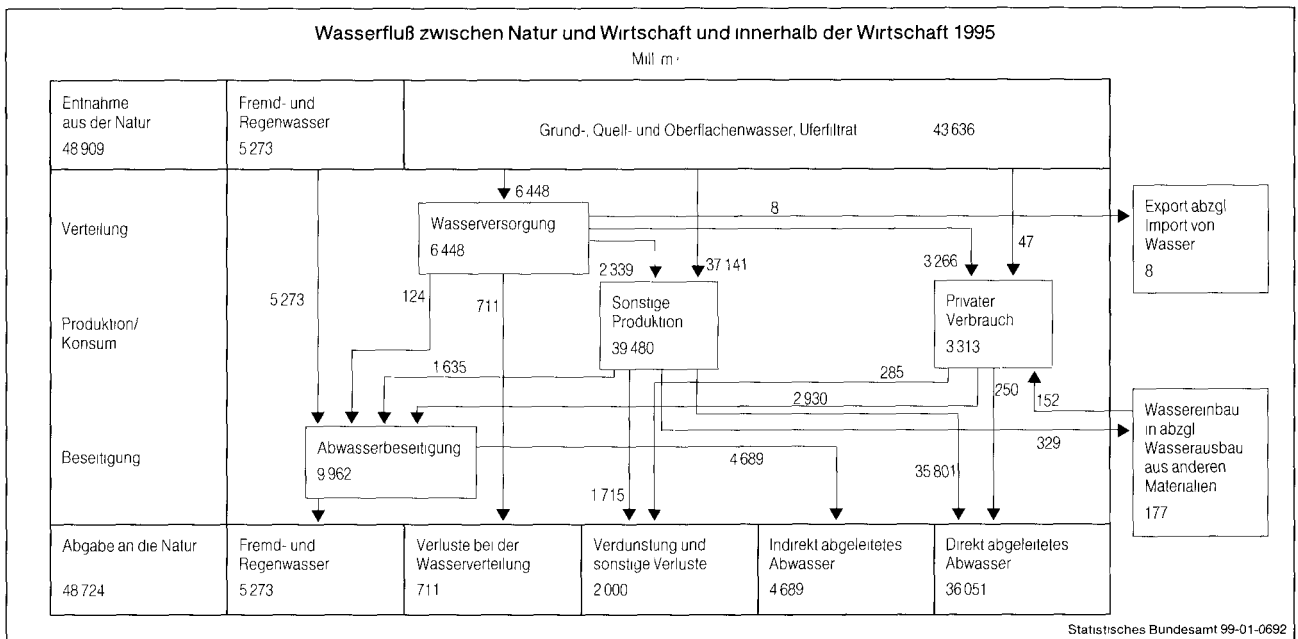 Wasserfluß zwischen Natur und Wirtschaft und innerhalb der Wirtschaft 1995
Mill m³
Entnahme
aus der Natur
48 909
Fremd- und
Regenwasser
5 273
Grund-, Quell- und Oberflachenwasser, Uferfiltrat 43 636
6 448
Verteilung
Wasserversorgung
6 448
8
Export abzgl
Import von
Wasser
8
2 339
37 141
3 266
47
5 273
124
711
Produktion/
Konsum
Sonstige
Produktion
39 480
Privater
Verbrauch
3 313
1 635
285
2 930
250
152
Wassereinbau
in abzgl
Wasserausbau
aus anderen
Materialien
177
Beseitigung
Abwasserbeseitigung
9 962
4 689
329
1 715
35 801
Abgabe an die Natur
48 724
Fremd- und
Regenwasser
5 273
Verluste bei der
Wasserverteilung
711
Verdunstung und
sonstige Verluste
2 000
Indirekt abgeleitetes
Abwasser
4 689
Direkt abgeleitetes
Abwasser
36 051
Statistisches Bundesamt 99-01-0692